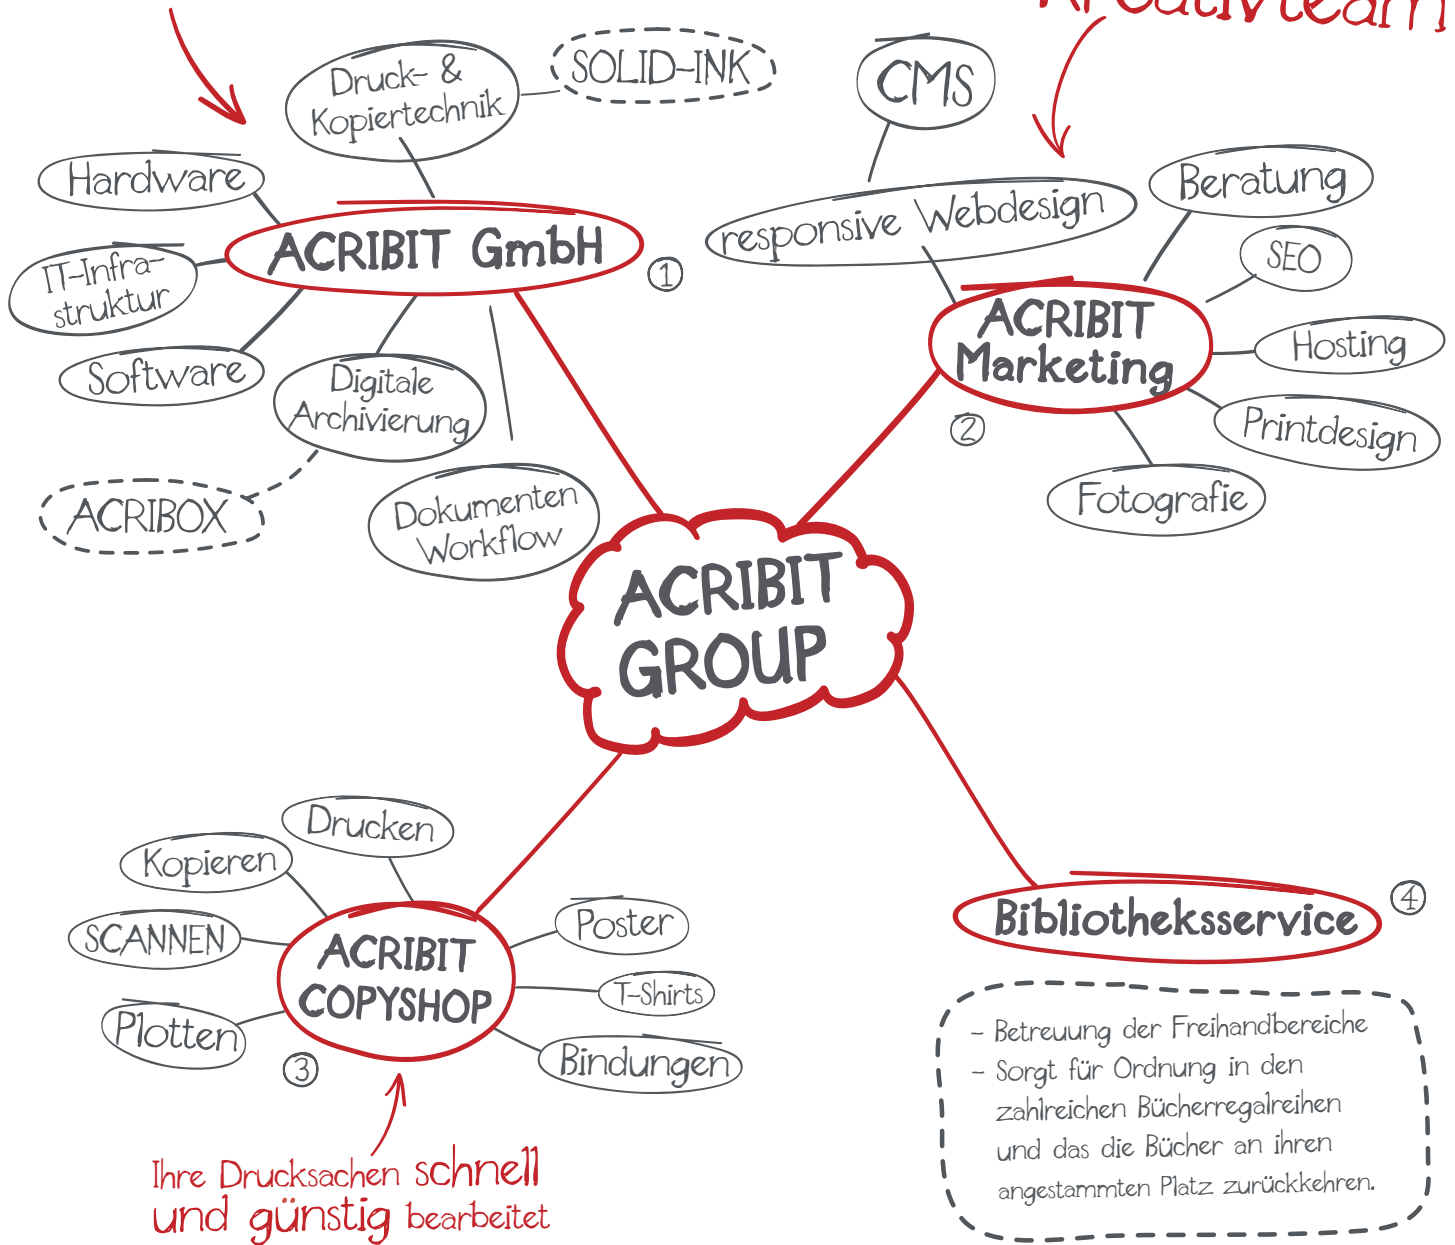 Kreativteam
Druck- &
Kopiertechnik
SOLID-INK
CMS
Hardware
responsive Webdesign
Beratung
ACRIBIT GmbH
1
SEO
IT-Infra-
struktur
ACRIBIT
Marketing
2
Hosting
Software
Digitale
Archivierung
Printdesign
Fotografie
ACRIBOX
Dokumenten
Workflow
ACRIBIT
GROUP
Drucken
Kopieren
SCANNEN
Plotten
ACRIBIT
COPYSHOP
3
Poster
T-Shirts
Bindungen
Bibliotheksservice
4
- Betreuung der Freihandbereiche
- Sorgt für Ordnung in den
zahlreichen Bücherregalreihen
und das die Bücher an ihren
angestammten Platz zurückkehren.
Ihre Drucksachen schnell
und günstig bearbeitet